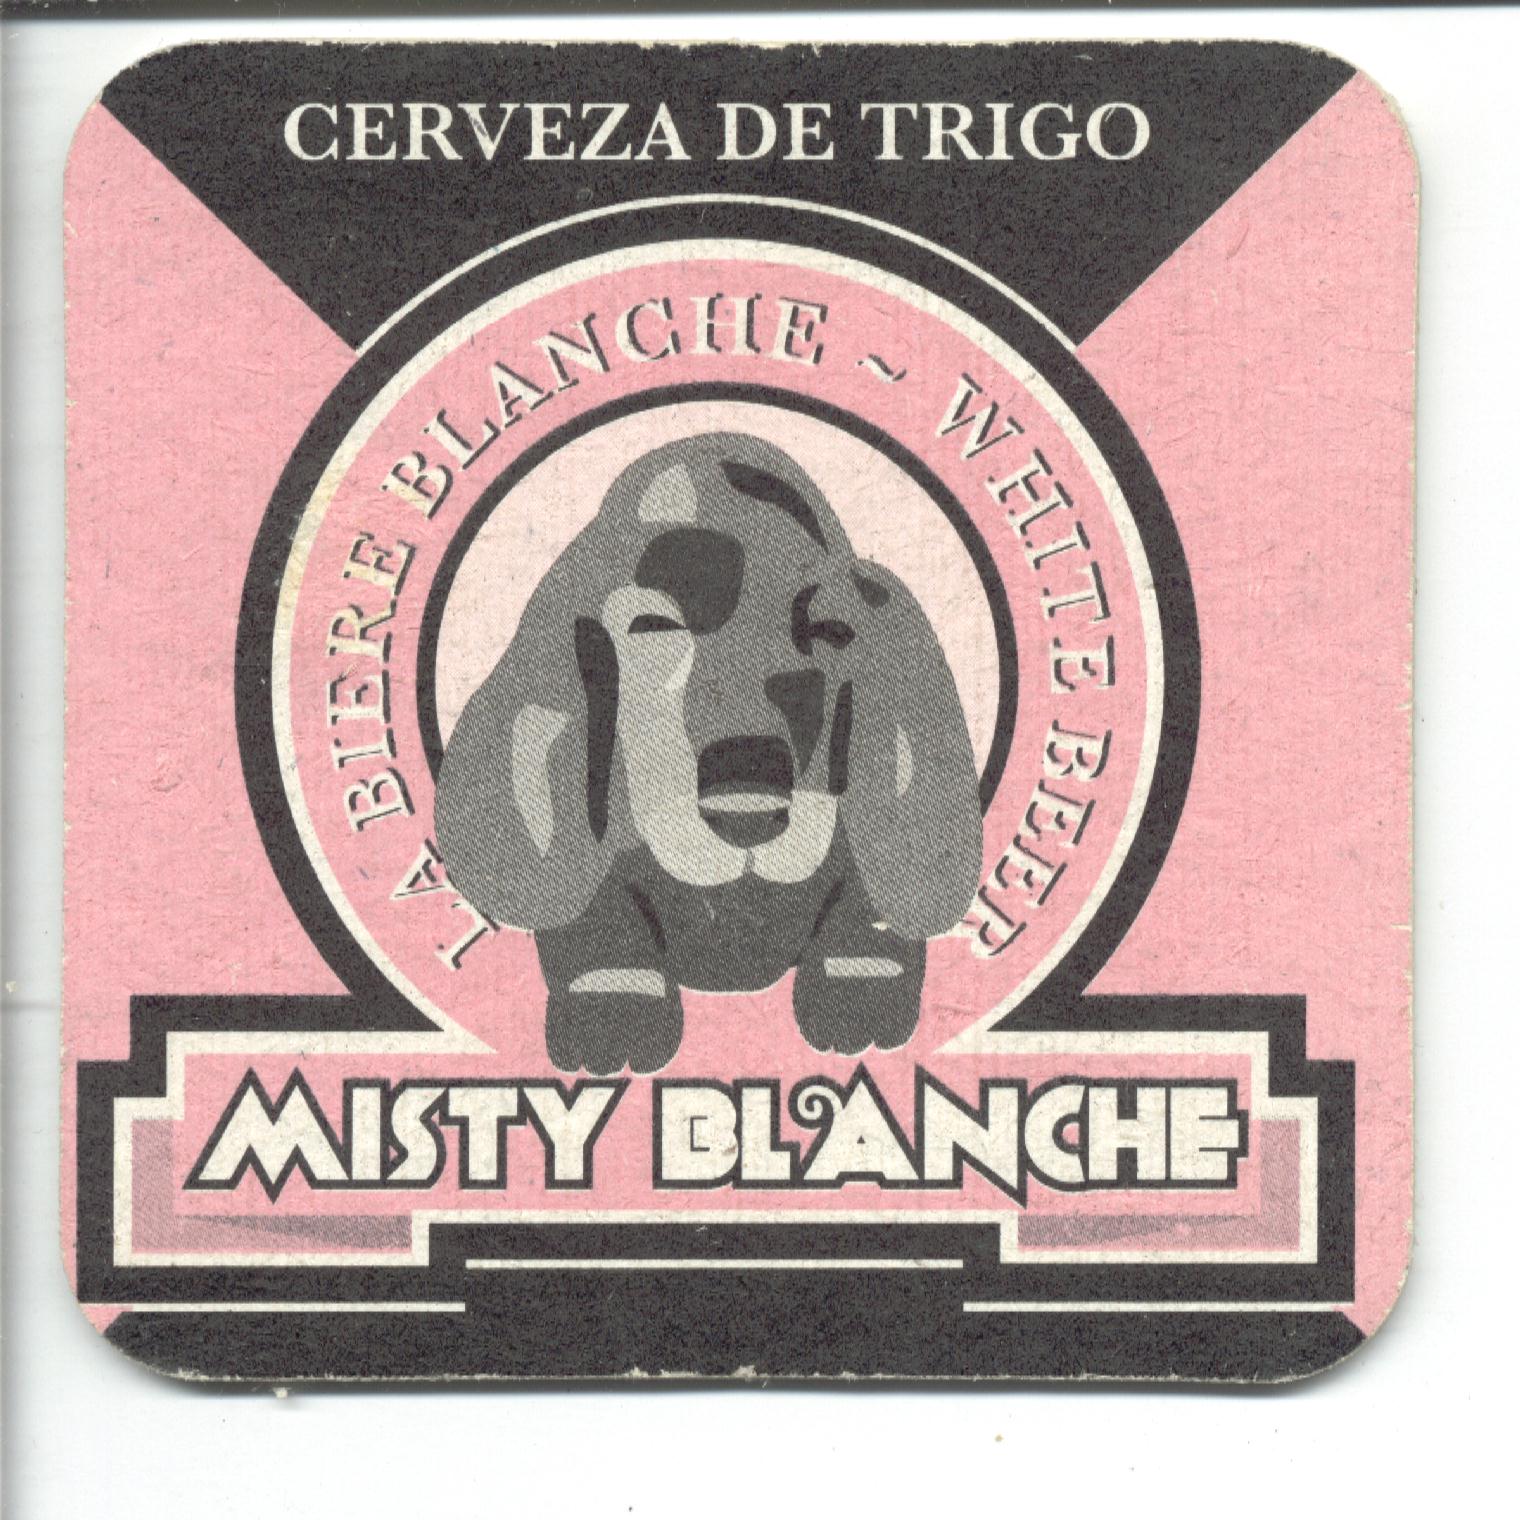 CERVEZA DE TRIGO
LA BIERE BLANCHE ~ WHITE BEER
MISTY BLANCHE